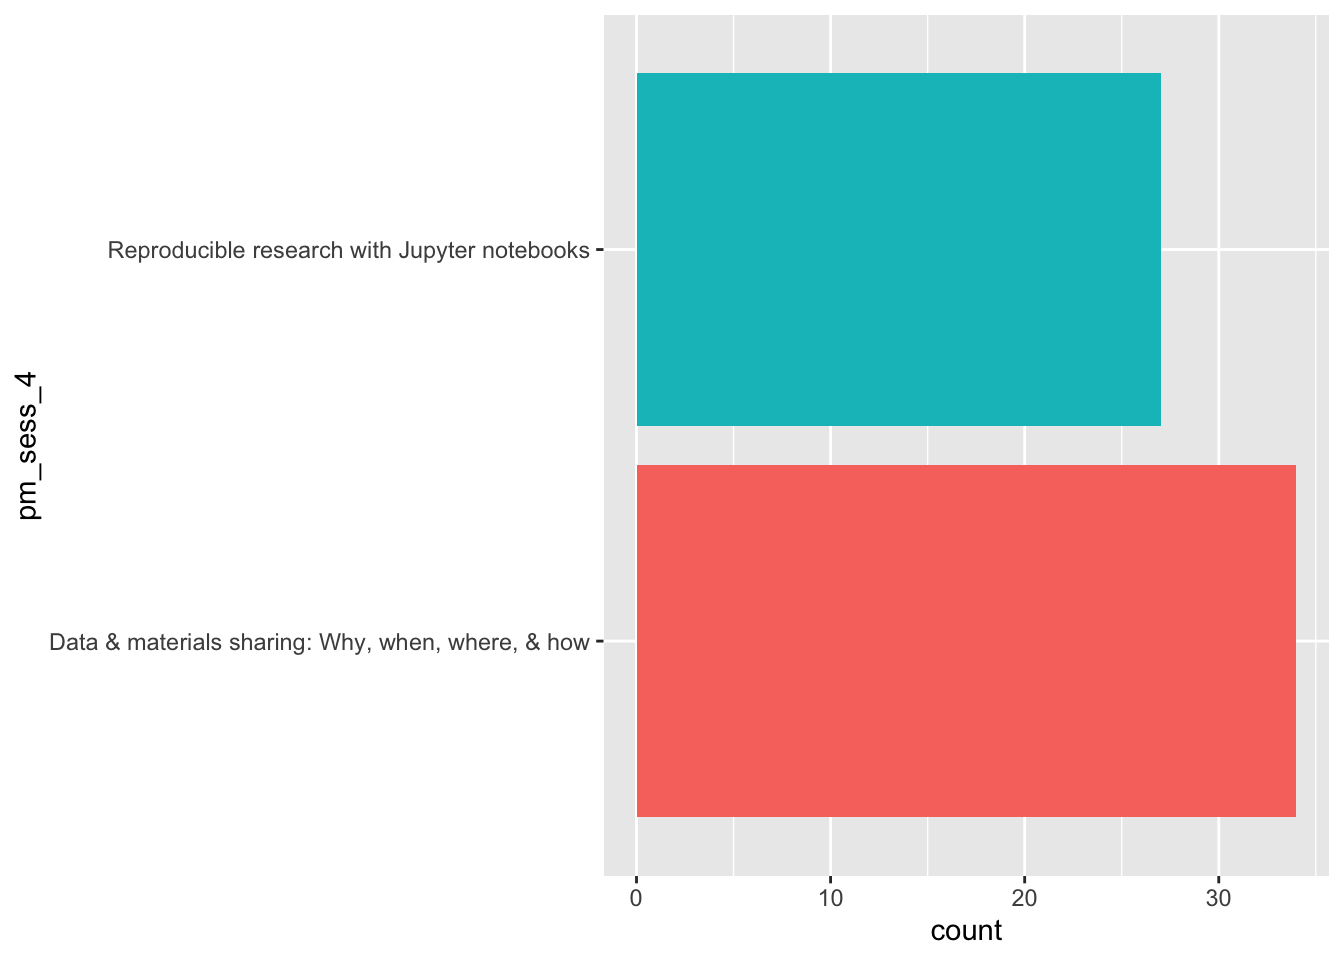 Reproducible research with Jupyter notebooks
pm_sess_4
Data & materials sharing: Why, when, where, & how
0 10 20 30
count